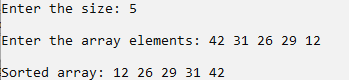 Enter the size: 5
Enter the array elements: 42 31 26 29 12
Sorted array: 12 26 29 31 42